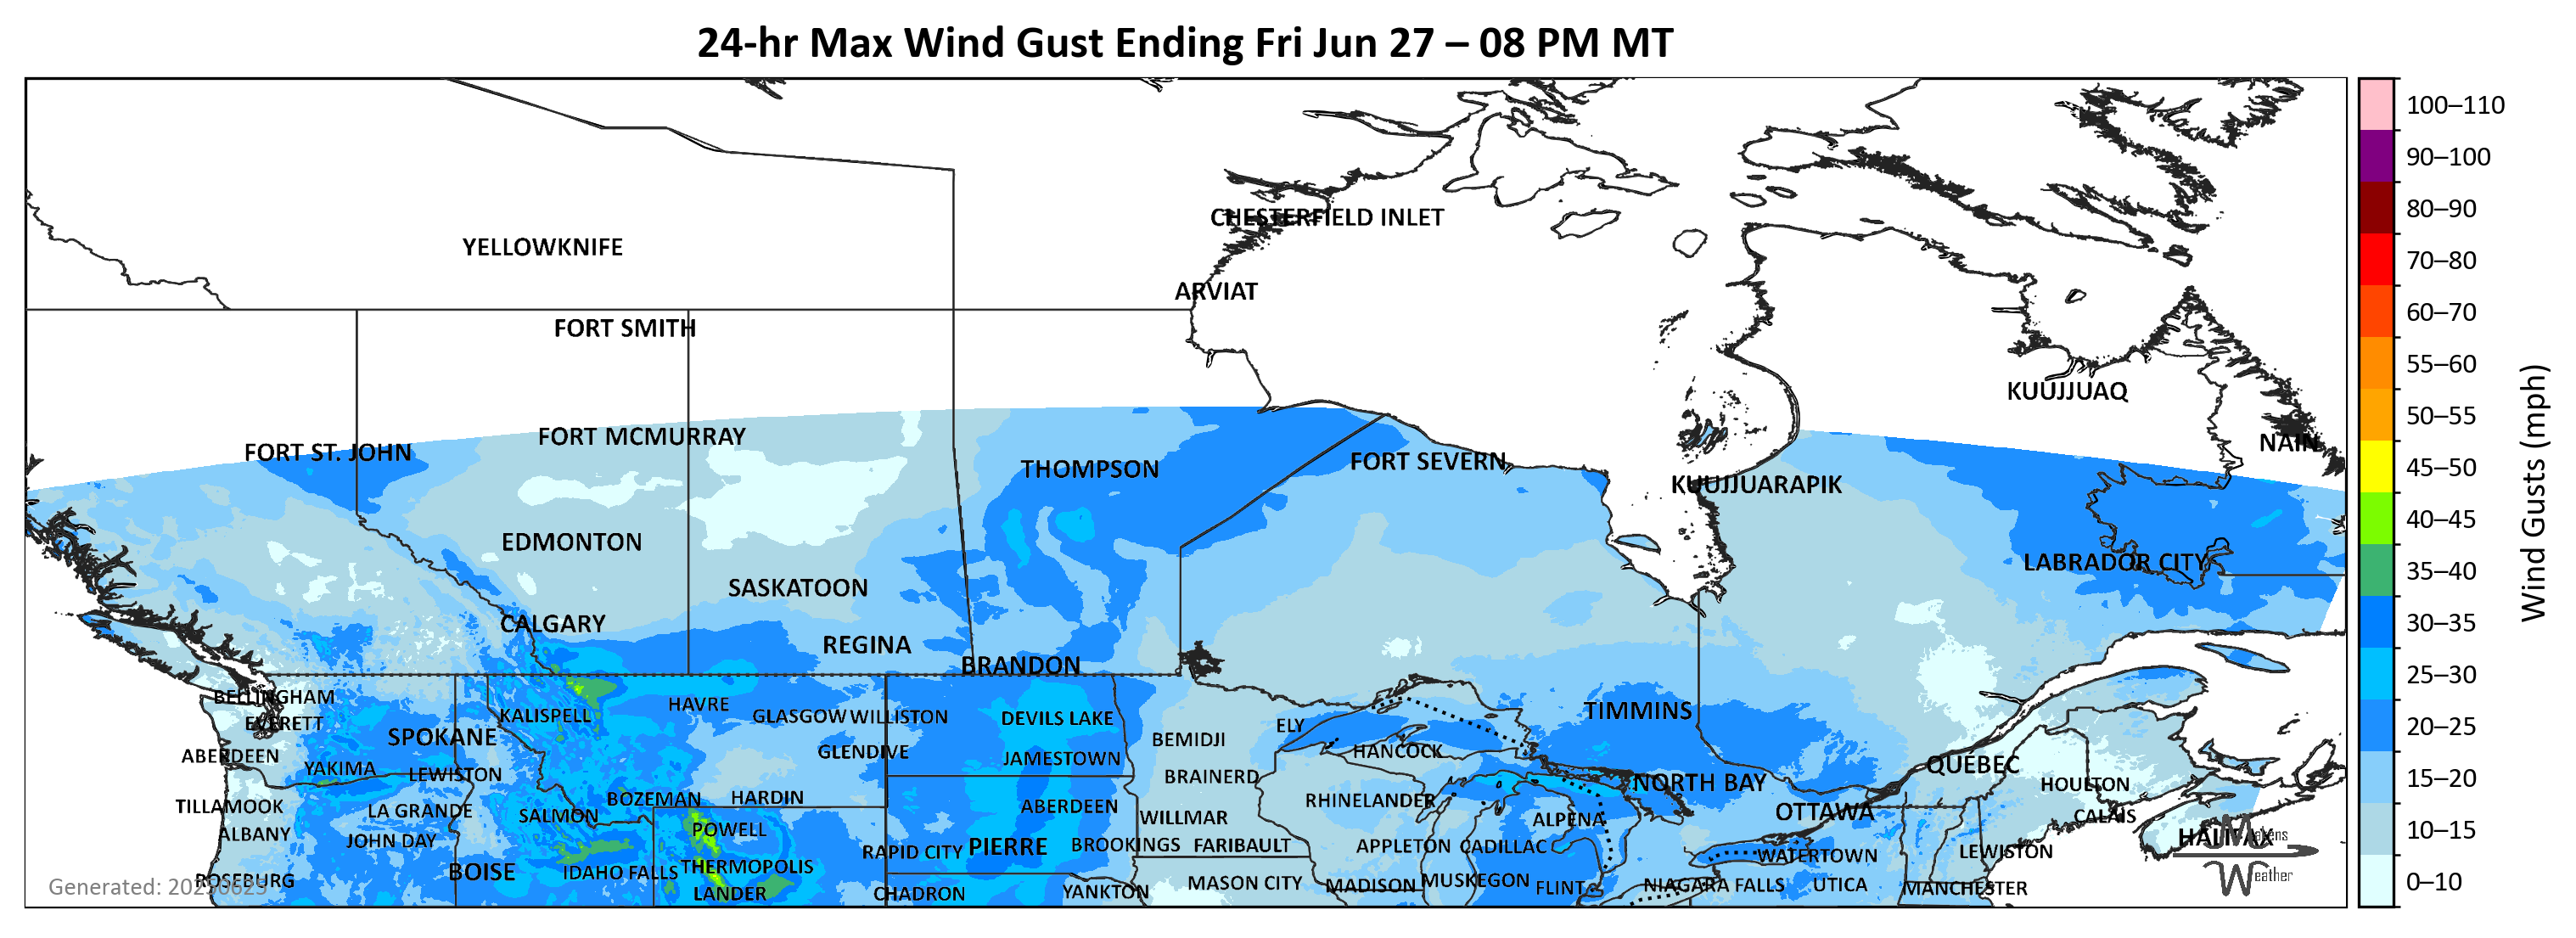 24-hr Max Wind Gust Ending Fri Jun 27 – 08 PM MT
CHESTERFIELD INLET
YELLOWKNIFE
ARVIAT
FORT SMITH
KUUJJUAQ
FORT MCMURRAY
NAIN
FORT ST. JOHN
FORT SEVERN
THOMPSON
KUUJJUARAPIK
EDMONTON
LABRADOR CITY
SASKATOON
CALGARY
REGINA
BRANDON
BELLINGHAM
HAVRE
TIMMINS
KALISPELL
GLASGOW
WILLISTON
DEVILS LAKE
EVERETT
ELY
SPOKANE
BEMIDJI
GLENDIVE
HANCOCK
ABERDEEN
JAMESTOWN
QUÉBEC
YAKIMA
LEWISTON
BRAINERD
NORTH BAY
HOULTON
BOZEMAN
HARDIN
RHINELANDER
TILLAMOOK
ABERDEEN
LA GRANDE
OTTAWA
SALMON
CALAIS
WILLMAR
ALPENA
POWELL
ALBANY
HALIFAX
JOHN DAY
BROOKINGS
FARIBAULT
APPLETON
CADILLAC
PIERRE
RAPID CITY
LEWISTON
WATERTOWN
THERMOPOLIS
BOISE
IDAHO FALLS
ROSEBURG
MUSKEGON
MASON CITY
MADISON
NIAGARA FALLS
UTICA
FLINT
MANCHESTER
LANDER
CHADRON
YANKTON
Generated: 20250625
Makens
Weather
100–110
90–100
80–90
70–80
60–70
55–60
50–55
45–50
40–45
35–40
30–35
25–30
20–25
15–20
10–15
0–10
Wind Gusts (mph)